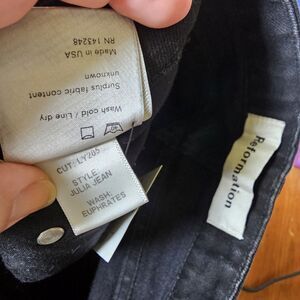 Made in USA
RN 143248
Surplus fabric content
unknown
Wash cold / Line dry
CUT: LY205
STYLE:
JULIA JEAN
WASH:
EUPHRATES
Reformation